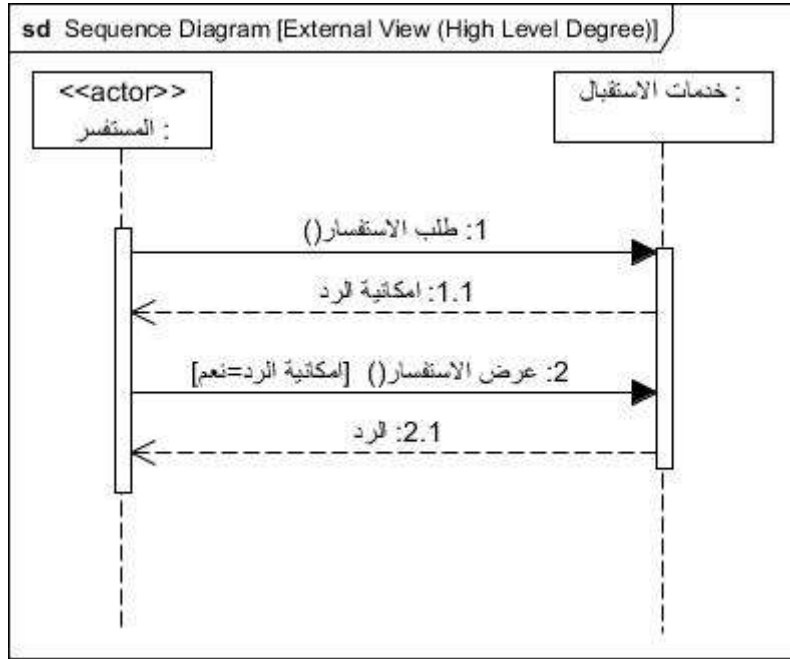 sd Sequence Diagram [External View (High Level Degree)]
<<actor>>
: المستفسر
: خدمات الاستقبال
1: طلب الاستفسار()
1.1: امكانية الرد
2: عرض الاستفسار() [امكانية الرد=نعم]
2.1: الرد